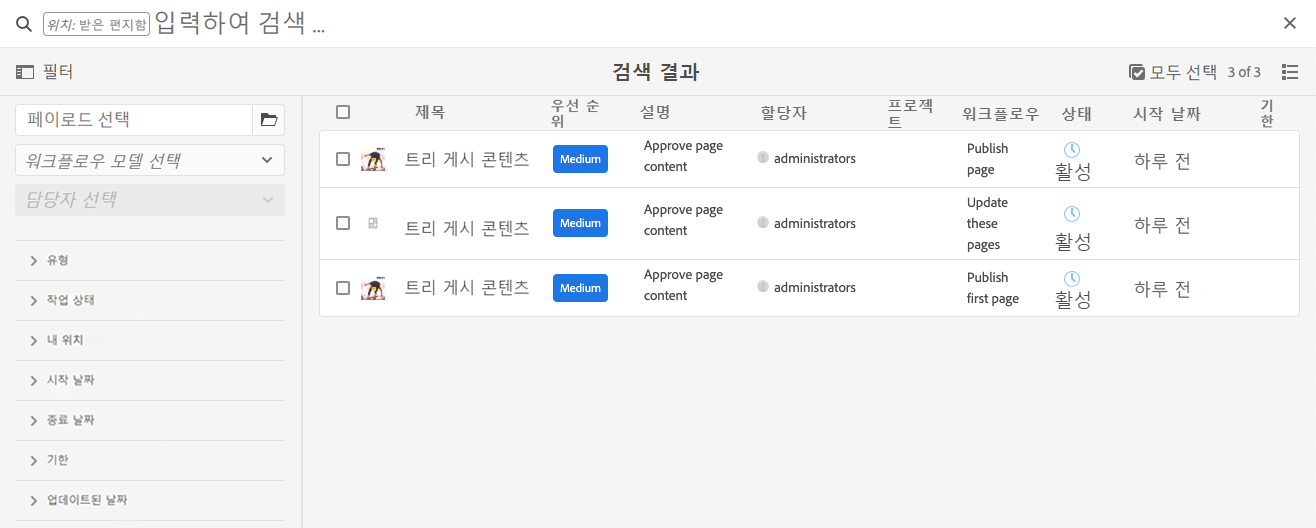 위치: 받은 편지함 입력하여 검색 ...
필터
검색 결과
모두 선택 3 of 3
페이로드 선택
워크플로우 모델 선택
담당자 선택
유형
작업 상태
내 위치
시작 날짜
종료 날짜
기한
업데이트된 날짜
제목
우선 순
위
설명
할당자
프로젝
트
워크플로우
상태
시작 날짜
기
한
트리 게시 콘텐츠
Medium
Approve page
content
administrators
Publish
page
활성
하루 전
트리 게시 콘텐츠
Medium
Approve page
content
administrators
Update
these
pages
활성
하루 전
트리 게시 콘텐츠
Medium
Approve page
content
administrators
Publish
first page
활성
하루 전